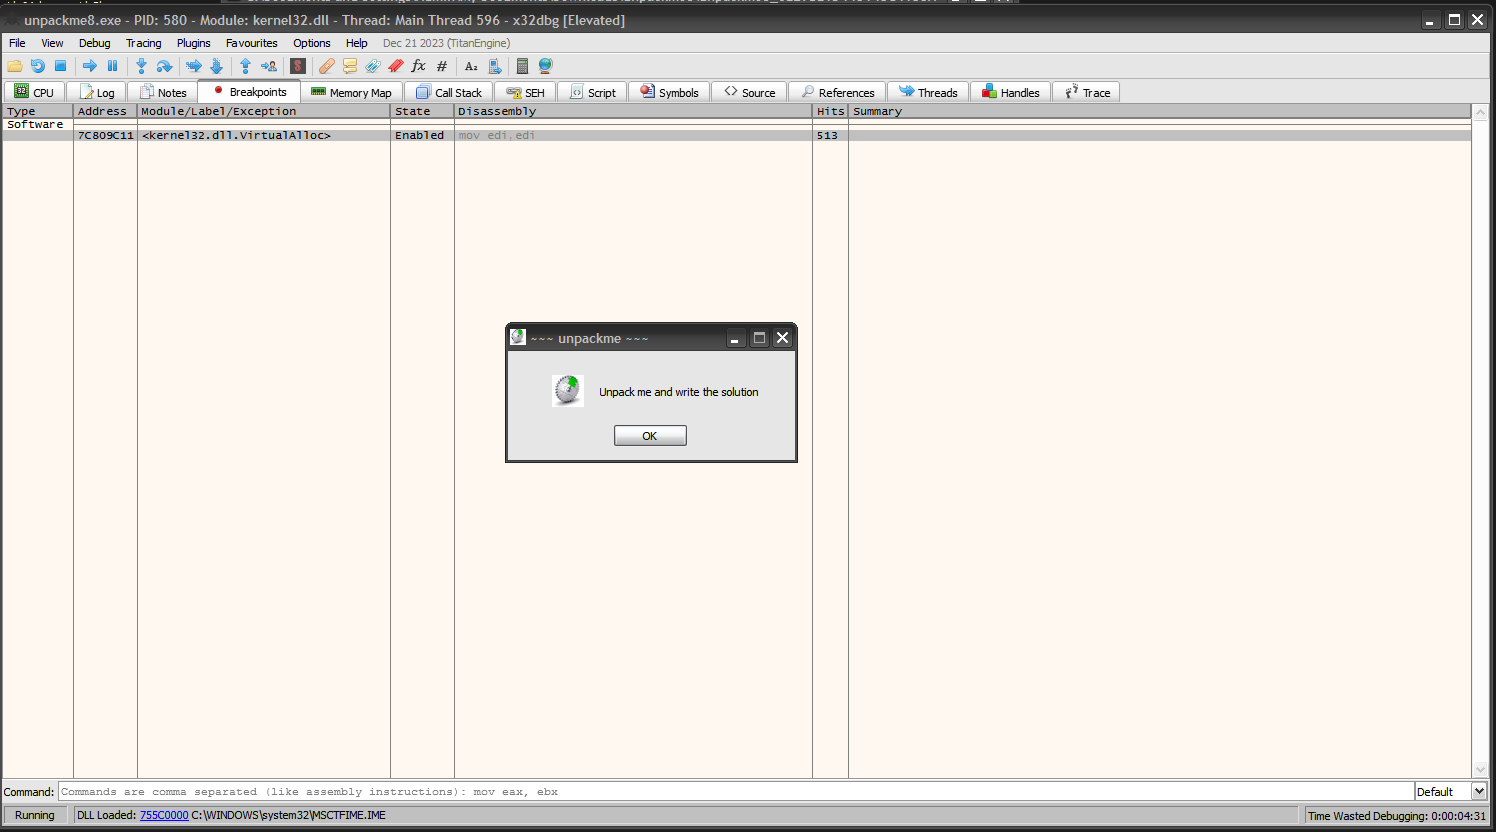 unpackme8.exe - PID: 580 - Module: kernel32.dll - Thread: Main Thread 596 - x32dbg [Elevated]
File View Debug Tracing Plugins Favourites Options Help Dec 21 2023 (TitanEngine)
CPU Log Notes Breakpoints Memory Map Call Stack SEH Script Symbols Source References Threads Handles Trace
Type Address Module/Label/Exception State Disassembly Hits Summary
Software
7C809C11 <kernel32.dll.VirtualAlloc> Enabled mov edi,edi 513
~~~ unpackme ~~~
Unpack me and write the solution
OK
Command: Commands are comma separated (like assembly instructions): mov eax, ebx Default
Running DLL Loaded: 755C0000 C:\WINDOWS\system32\MSCTFIME.IME Time Wasted Debugging: 0:00:04:31